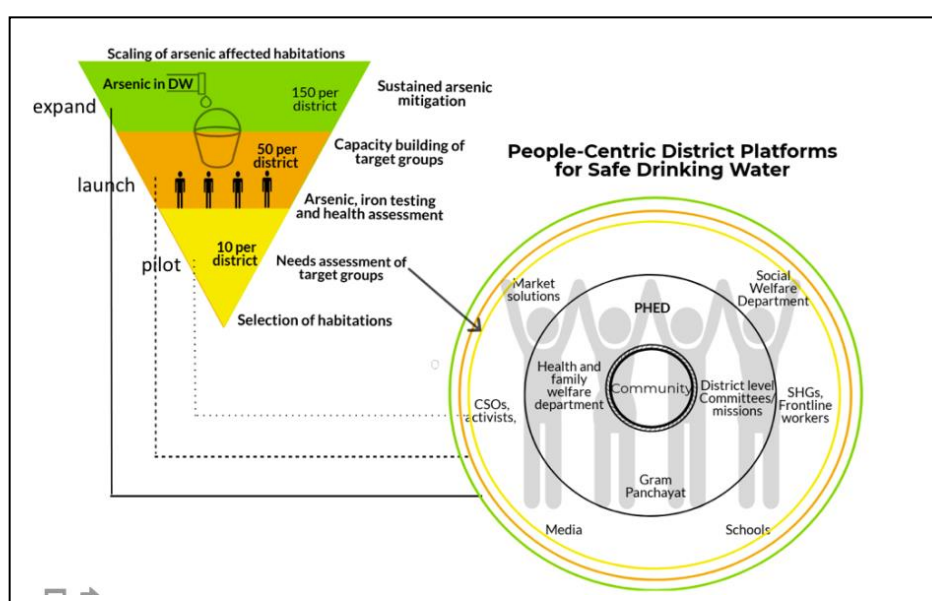 Scaling of arsenic affected habitations
Arsenic in DW
expand
150 per
district
Sustained arsenic
mitigation
50 per
district
Capacity building of
target groups
launch
Arsenic, iron testing
and health assessment
10 per
district
pilot
Needs assessment of
target groups
Selection of habitations
People-Centric District Platforms
for Safe Drinking Water
Market
solutions
PHED
Social
Welfare
Department
Health and
family
welfare
department
Community
District level
Committees/
missions
CSOs,
activists,
SHGs,
Frontline
workers
Gram
Panchayat
Media
Schools